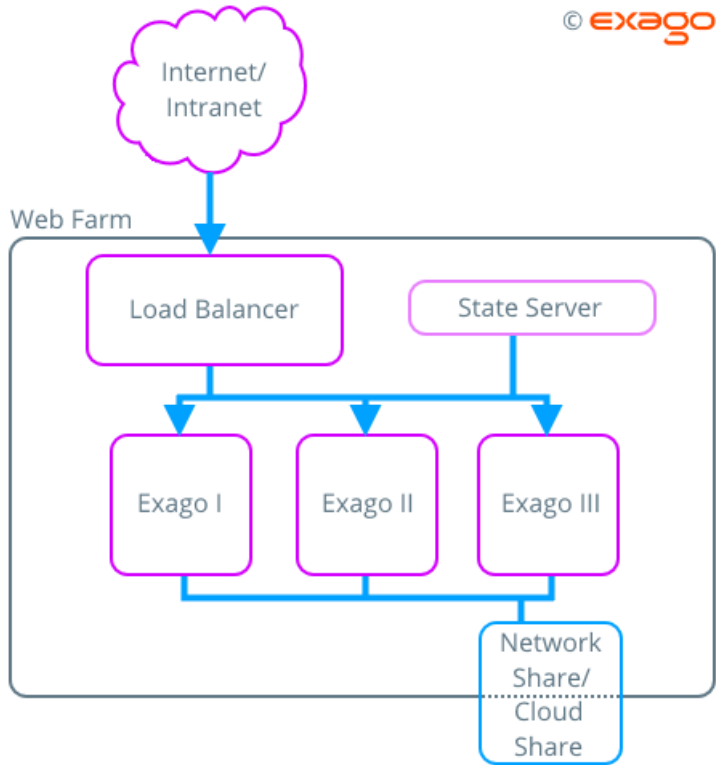 © exago
Internet/
Intranet
Web Farm
Load Balancer
State Server
Exago I
Exago II
Exago III
Network
Share/
Cloud
Share